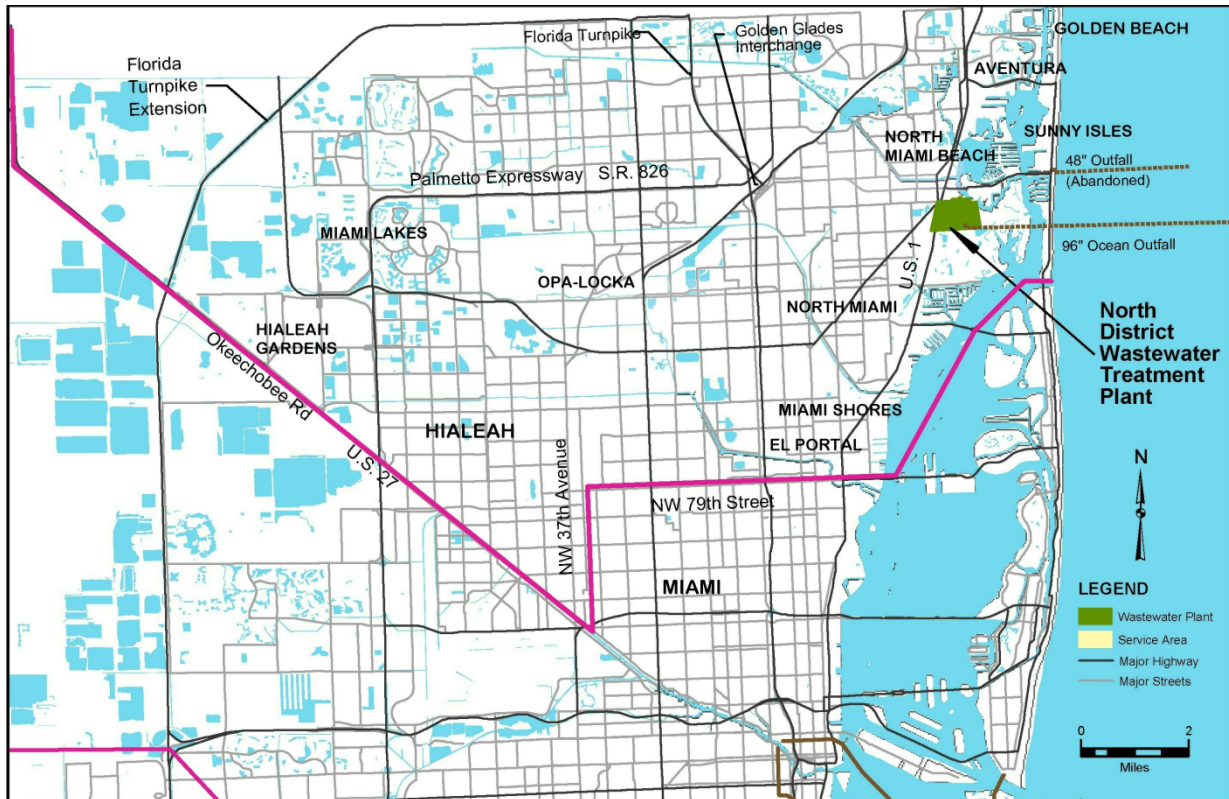 GOLDEN BEACH
Florida Turnpike
Golden Glades
Interchange
Florida
Turnpike
Extension
AVENTURA
SUNNY ISLES
NORTH
MIAMI BEACH
48" Outfall
(Abandoned)
Palmetto Expressway S.R. 826
MIAMI LAKES
96" Ocean Outfall
U.S. 1
OPA-LOCKA
NORTH MIAMI
North
District
Wastewater
Treatment
Plant
HIALEAH
GARDENS
Okeechobee Rd
MIAMI SHORES
HIALEAH
EL PORTAL
U.S. 27
NW 37th Avenue
NW 79th Street
N
MIAMI
LEGEND
Wastewater Plant
Service Area
Major Highway
Major Streets
0 2
Miles